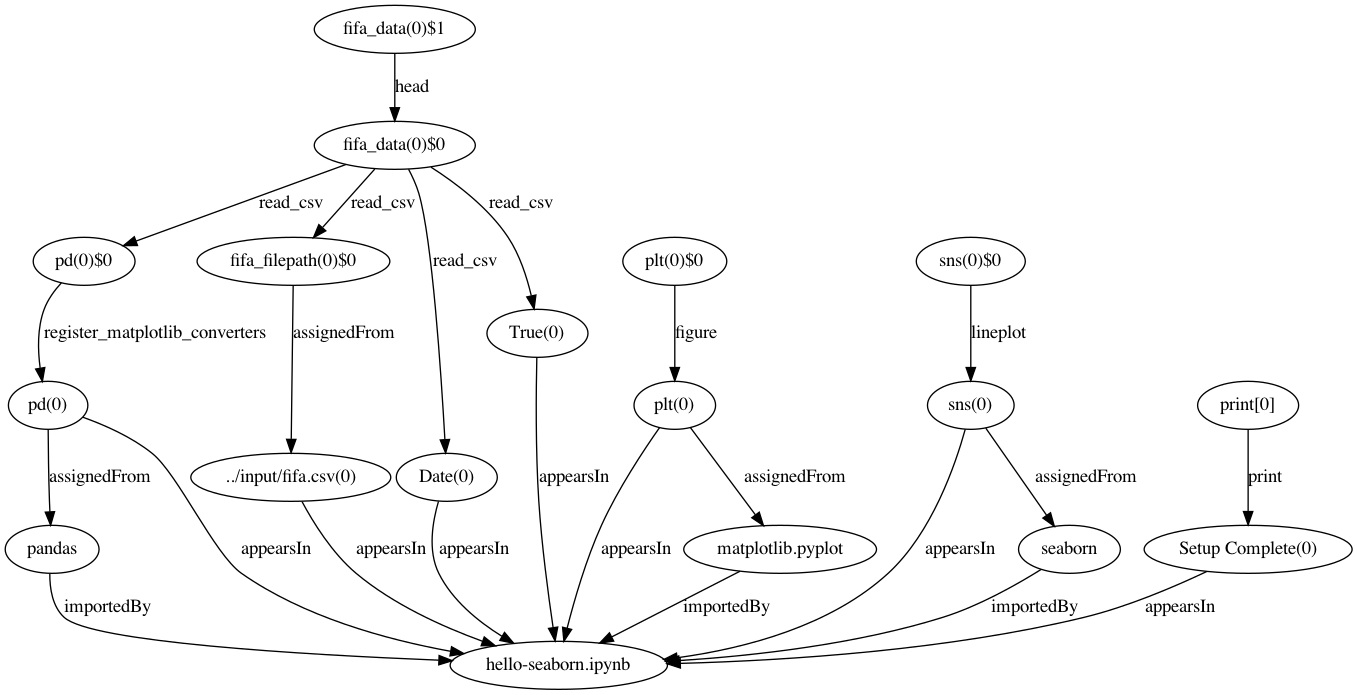 fifa_data(0)$1
head
fifa_data(0)$0
read_csv read_csv read_csv
pd(0)$0 fifa_filepath(0)$0 read_csv plt(0)$0 sns(0)$0
register_matplotlib_converters assignedFrom True(0) figure lineplot
pd(0) plt(0) sns(0) print[0]
assignedFrom ../input/fifa.csv(0) Date(0) appearsIn assignedFrom assignedFrom print
pandas appearsIn appearsIn appearsIn appearsIn matplotlib.pyplot appearsIn seaborn Setup Complete(0)
importedBy importedBy importedBy appearsIn
hello-seaborn.ipynb